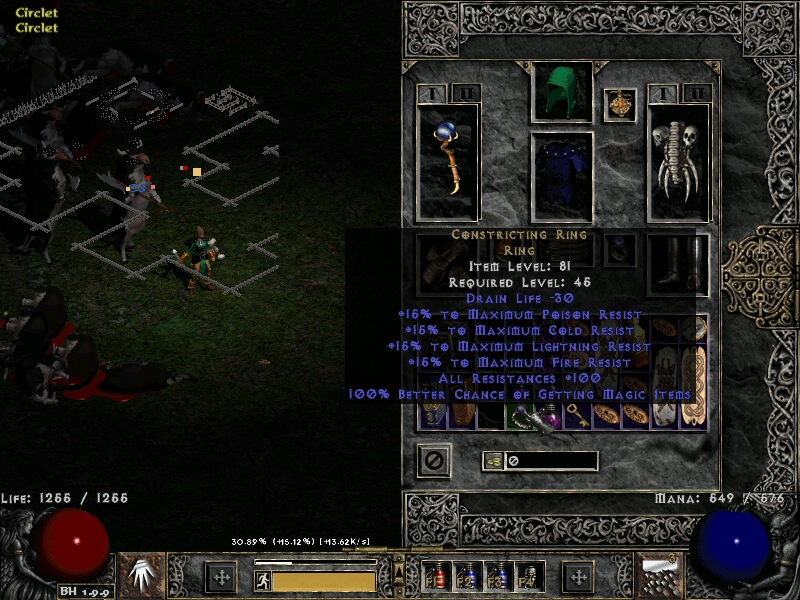 Circlet
Circlet
I II
I II
Constricting Ring
Ring
Item Level: 81
Required Level: 45
Drain Life -30
+15% to Maximum Poison Resist
+15% to Maximum Cold Resist
+15% to Maximum Lightning Resist
+15% to Maximum Fire Resist
All Resistances +100
100% Better Chance of Getting Magic Items
0
Life: 1255 / 1255
Mana: 549 / 576
30.89% (+15.12%) [+13.62K/s]
BH 1.9.9